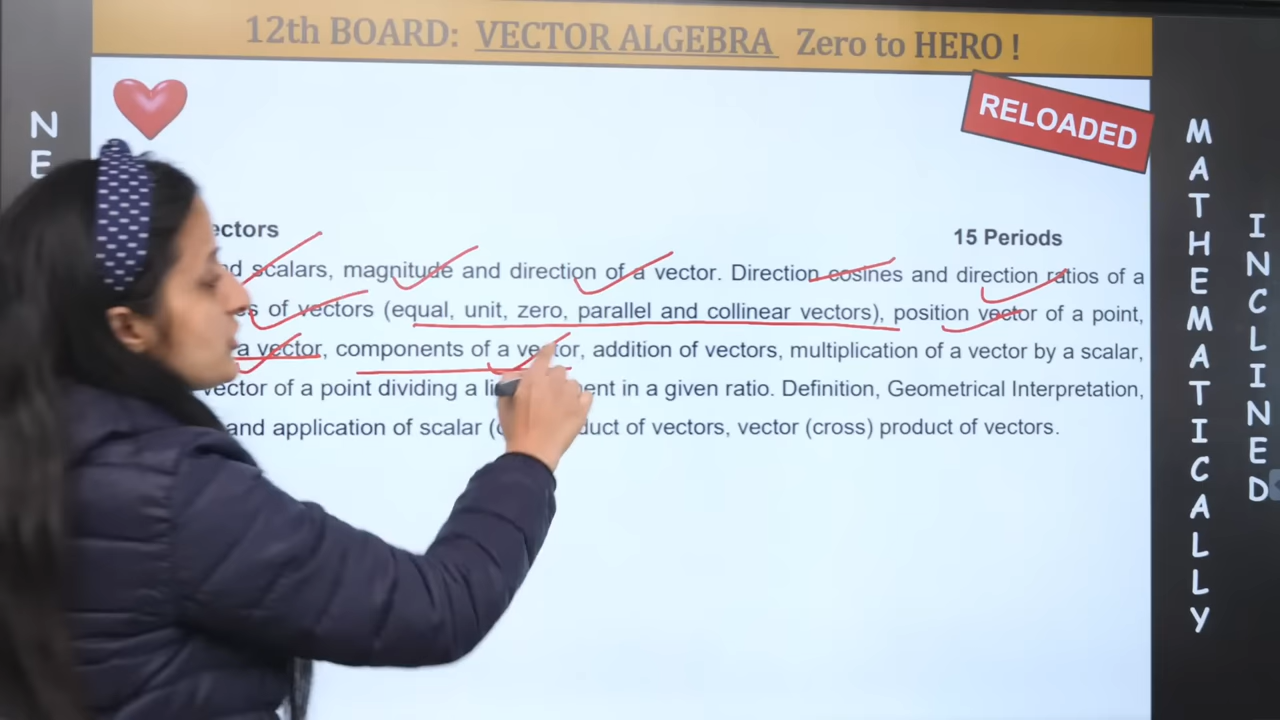 12th BOARD: VECTOR ALGEBRA Zero to HERO !
RELOADED
N
E
ectors
15 Periods
d scalars, magnitude and direction of a vector. Direction cosines and direction ratios of a
s of vectors (equal, unit, zero, parallel and collinear vectors), position vector of a point,
a vector, components of a vector, addition of vectors, multiplication of a vector by a scalar,
vector of a point dividing a li ent in a given ratio. Definition, Geometrical Interpretation,
and application of scalar ( duct of vectors, vector (cross) product of vectors.
MATHEMATICALLY
INCLINED